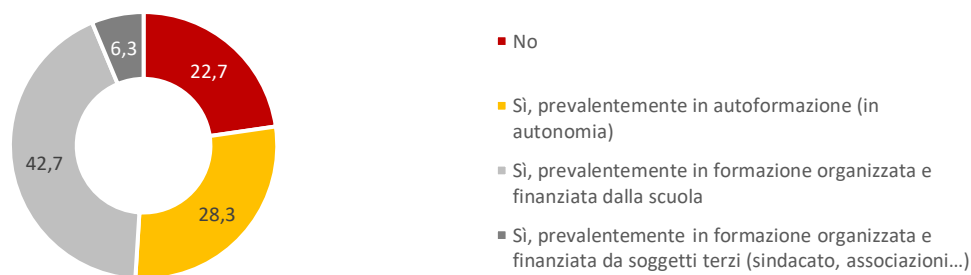 6,3
22,7
42,7
28,3
No
Sì, prevalentemente in autoformazione (in
autonomia)
Sì, prevalentemente in formazione organizzata e
finanziata dalla scuola
Sì, prevalentemente in formazione organizzata e
finanziata da soggetti terzi (sindacato, associazioni…)